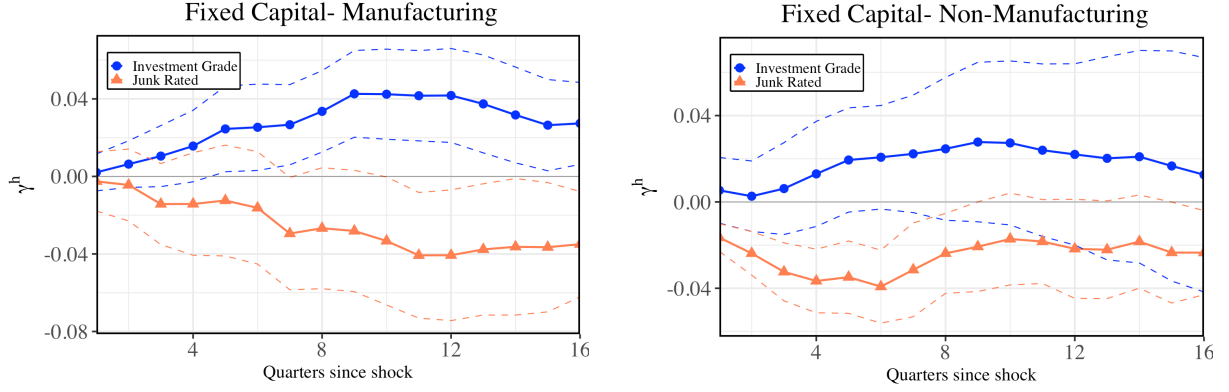 Fixed Capital- Manufacturing
Investment Grade
Junk Rated
0.04
0.00
-0.04
-0.08
γʰ
4
8
12
16
Quarters since shock
Fixed Capital- Non-Manufacturing
Investment Grade
Junk Rated
0.04
0.00
-0.04
γʰ
4
8
12
16
Quarters since shock